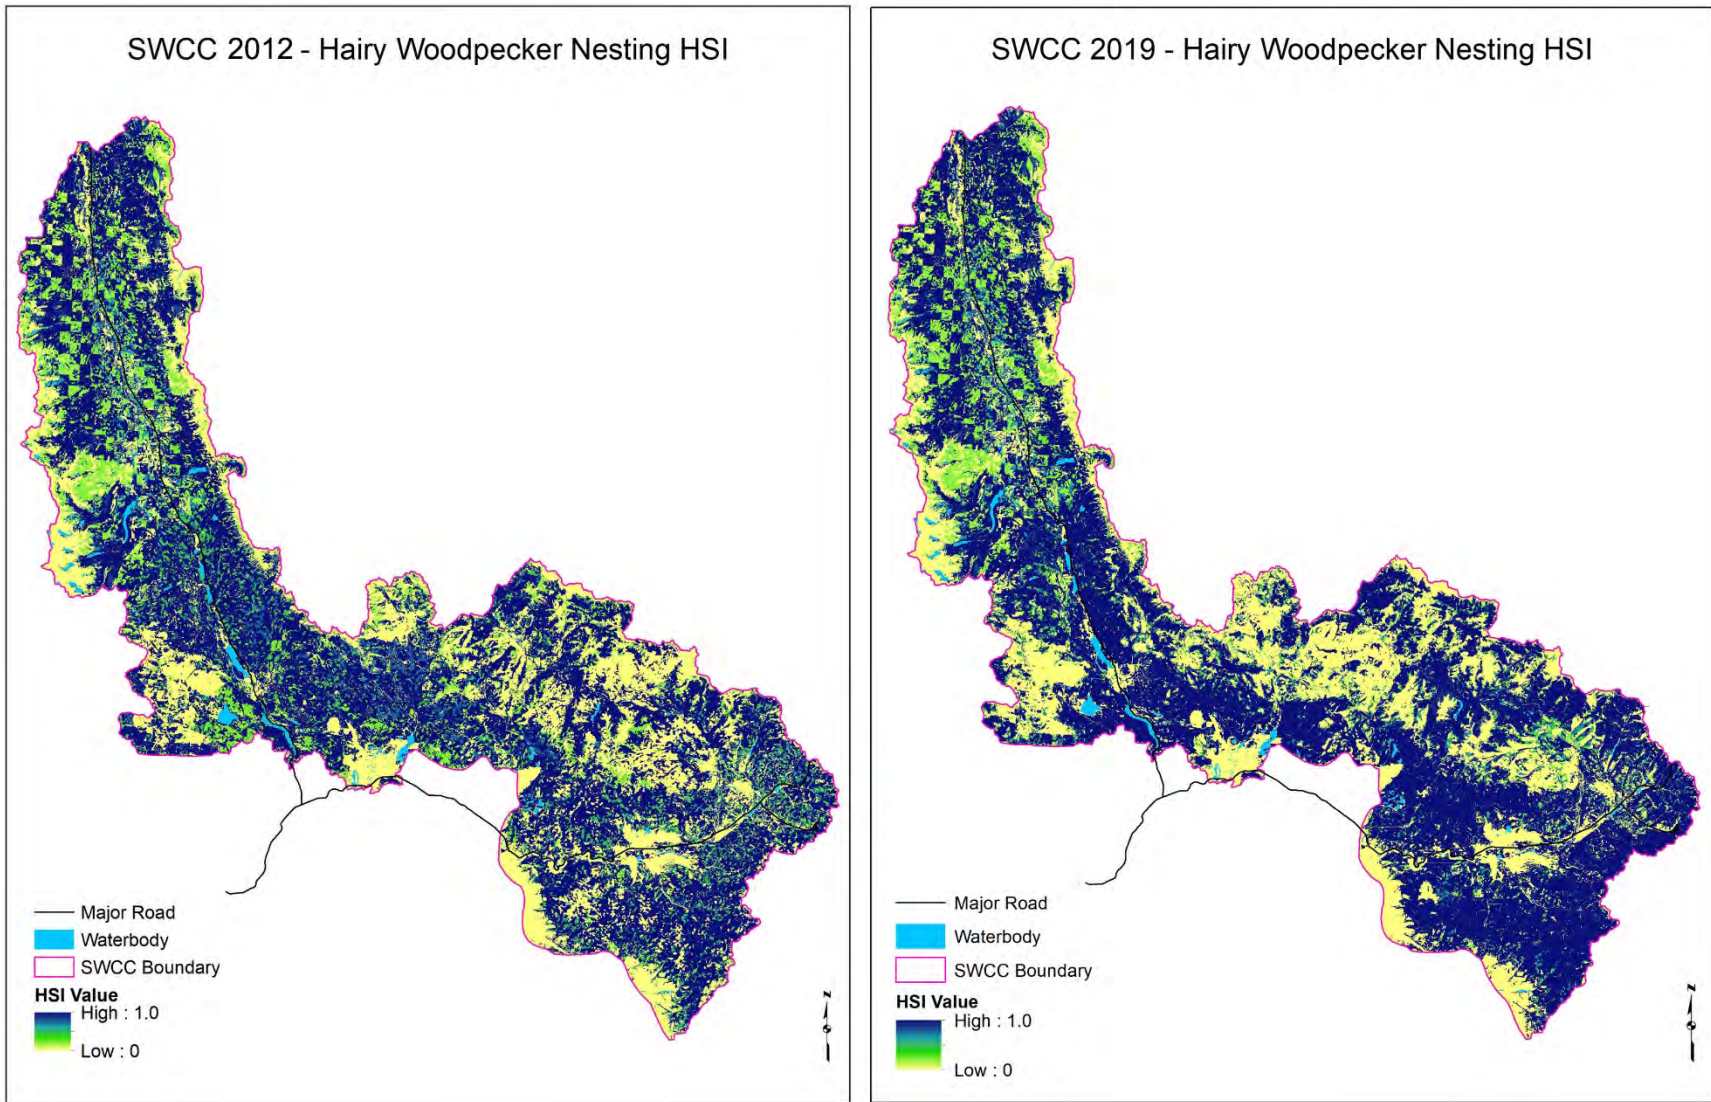 SWCC 2012 - Hairy Woodpecker Nesting HSI
Major Road
Waterbody
SWCC Boundary
HSI Value
High : 1.0
Low : 0
N
SWCC 2019 - Hairy Woodpecker Nesting HSI
Major Road
Waterbody
SWCC Boundary
HSI Value
High : 1.0
Low : 0
N